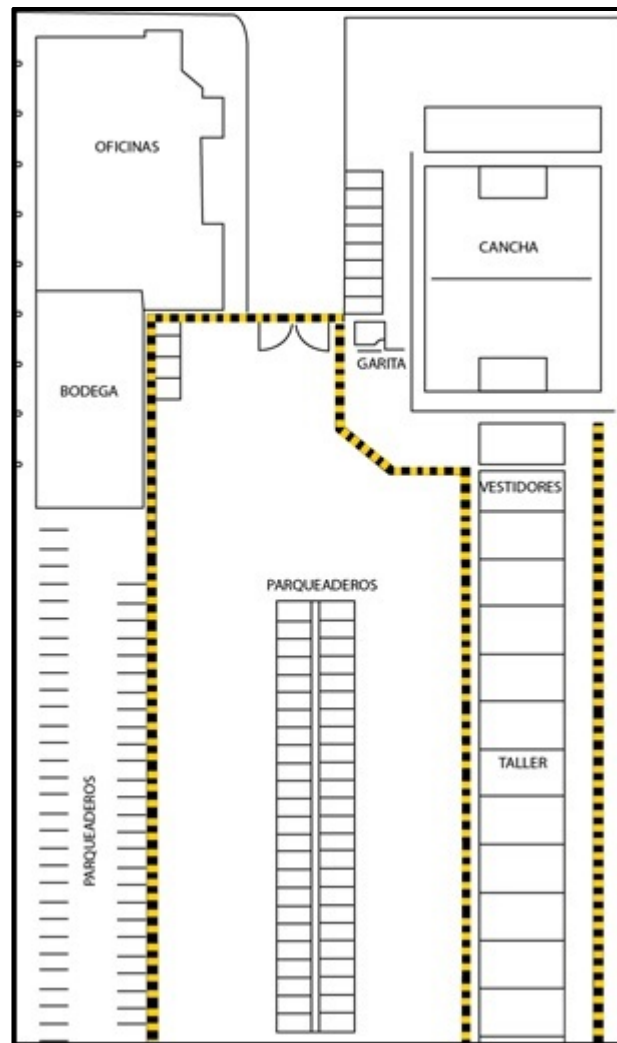 OFICINAS
CANCHA
GARITA
BODEGA
VESTIDORES
PARQUEADEROS
TALLER
PARQUEADEROS